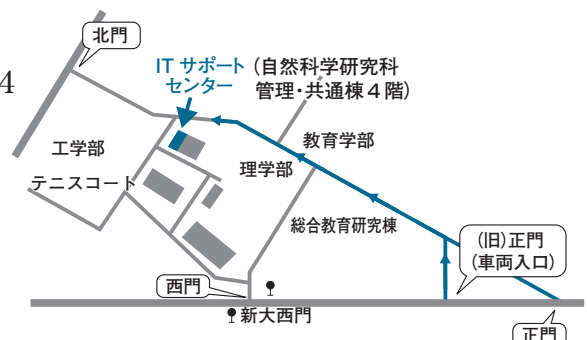 北門
4
ITサポート
センター
(自然科学研究科
管理・共通棟4階)
工学部
教育学部
理学部
テニスコート
総合教育研究棟
(旧)正門
(車両入口)
西門
新大西門
正門